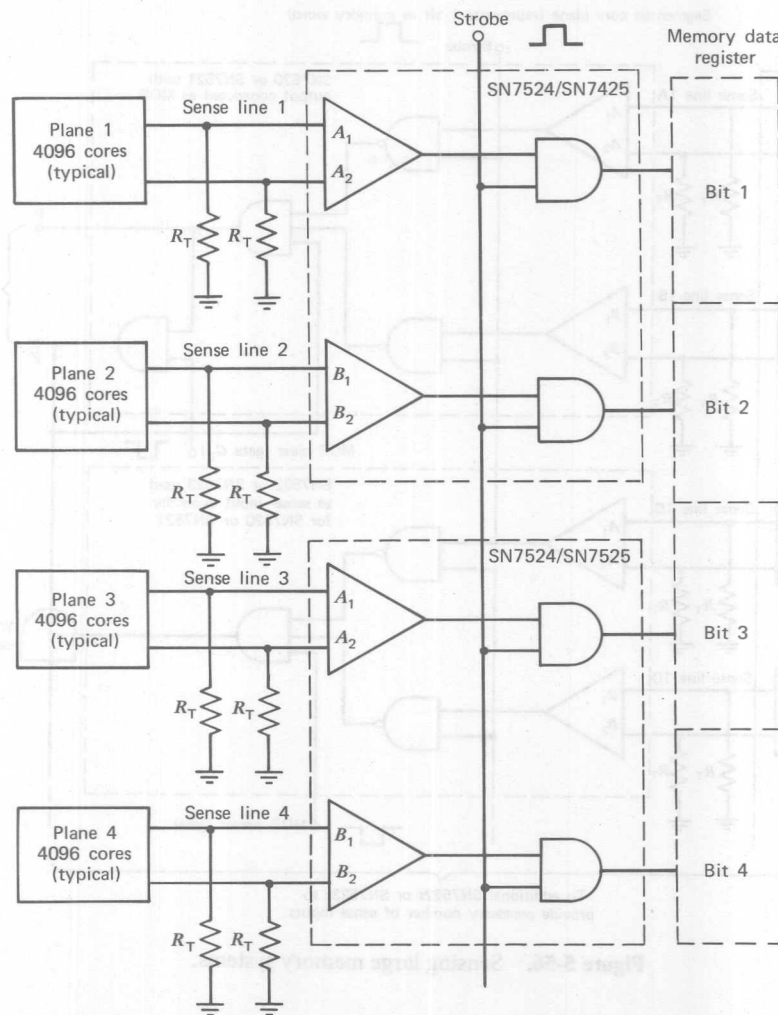 Strobe
Memory data
register
SN7524/SN7425
Plane 1
4096 cores
(typical)
Sense line 1
A1
A2
RT
RT
Bit 1
Plane 2
4096 cores
(typical)
Sense line 2
B1
B2
RT
RT
Bit 2
SN7524/SN7525
Plane 3
4096 cores
(typical)
Sense line 3
A1
A2
RT
RT
Bit 3
Plane 4
4096 cores
(typical)
Sense line 4
B1
B2
RT
RT
Bit 4